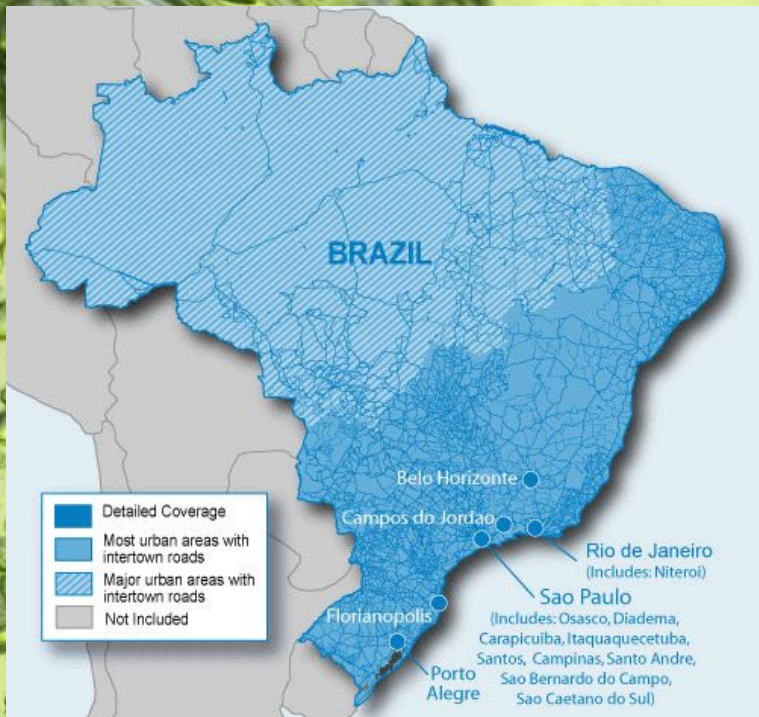 BRAZIL
Belo Horizonte
Campos do Jordao
Rio de Janeiro
(Includes: Niteroi)
Sao Paulo
(Includes: Osasco, Diadema,
Carapicuiba, Itaquaquecetuba,
Santos, Campinas, Santo Andre,
Sao Bernardo do Campo,
Sao Caetano do Sul)
Florianopolis
Porto
Alegre
Detailed Coverage
Most urban areas with
intertown roads
Major urban areas with
intertown roads
Not Included